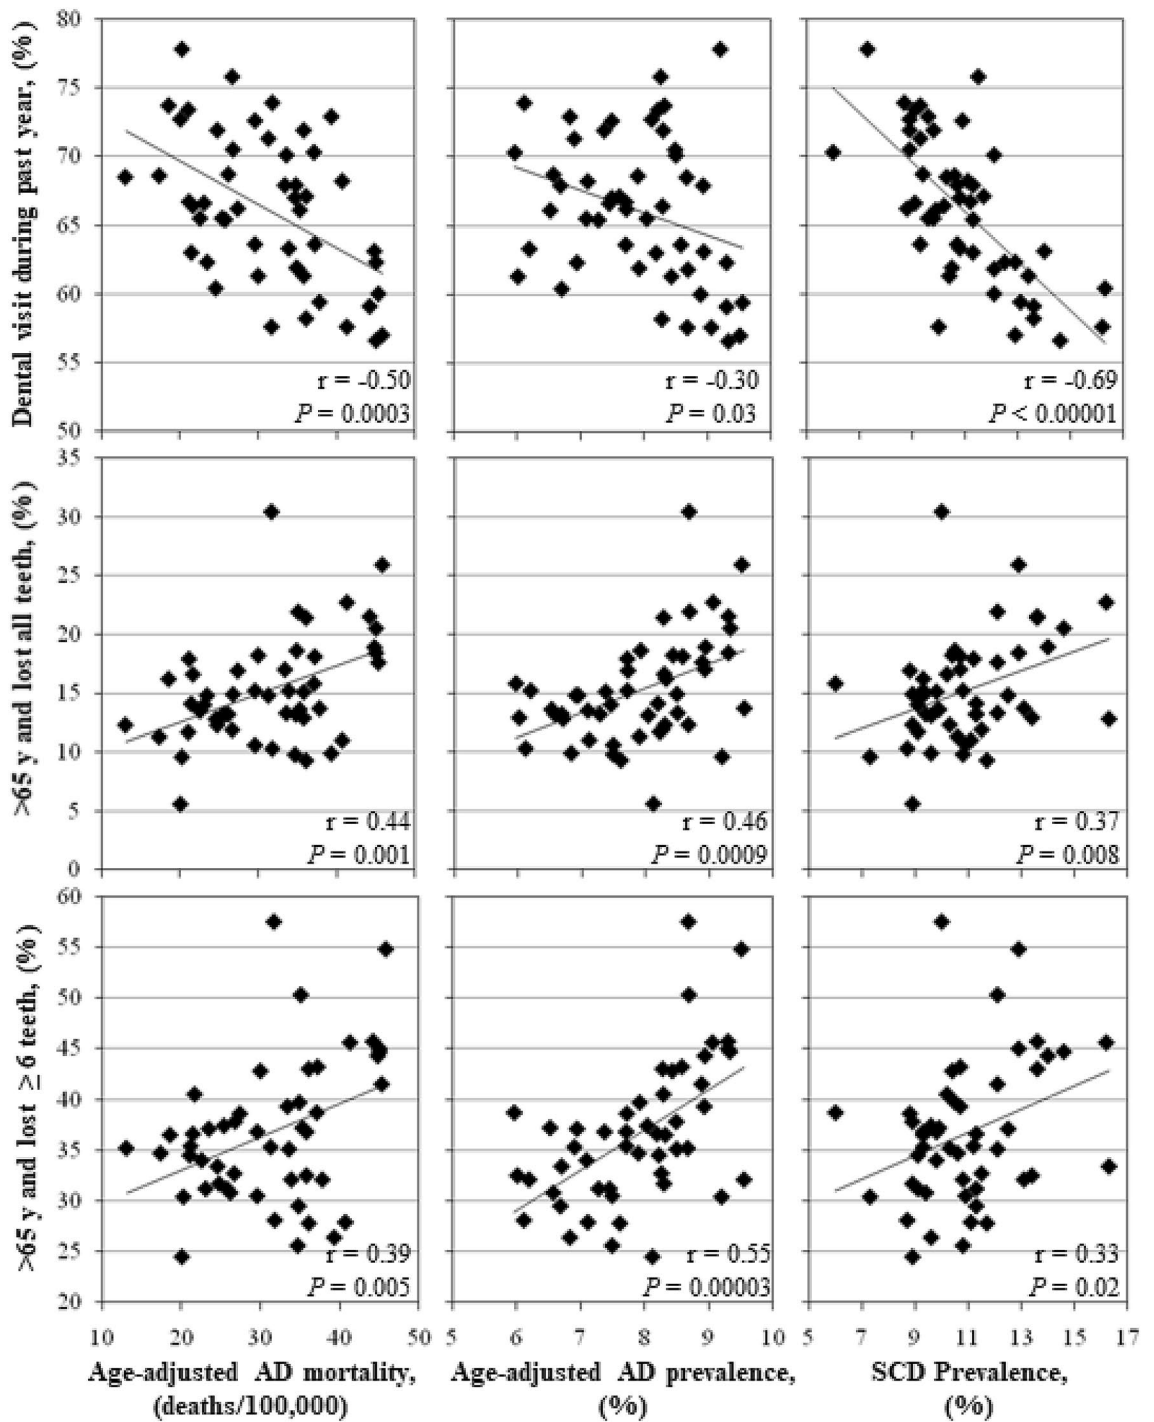 Dental visit during past year, (%)
80
75
70
65
60
55
50
r = -0.50
P = 0.0003
r = -0.30
P = 0.03
r = -0.69
P < 0.00001
>65 y and lost all teeth, (%)
35
30
25
20
15
10
5
0
r = 0.44
P = 0.001
r = 0.46
P = 0.0009
r = 0.37
P = 0.008
>65 y and lost ≥ 6 teeth, (%)
60
55
50
45
40
35
30
25
20
r = 0.39
P = 0.005
r = 0.55
P = 0.00003
r = 0.33
P = 0.02
10 20 30 40 50
5 6 7 8 9 10
5 7 9 11 13 15 17
Age-adjusted AD mortality,
(deaths/100,000)
Age-adjusted AD prevalence,
(%)
SCD Prevalence,
(%)